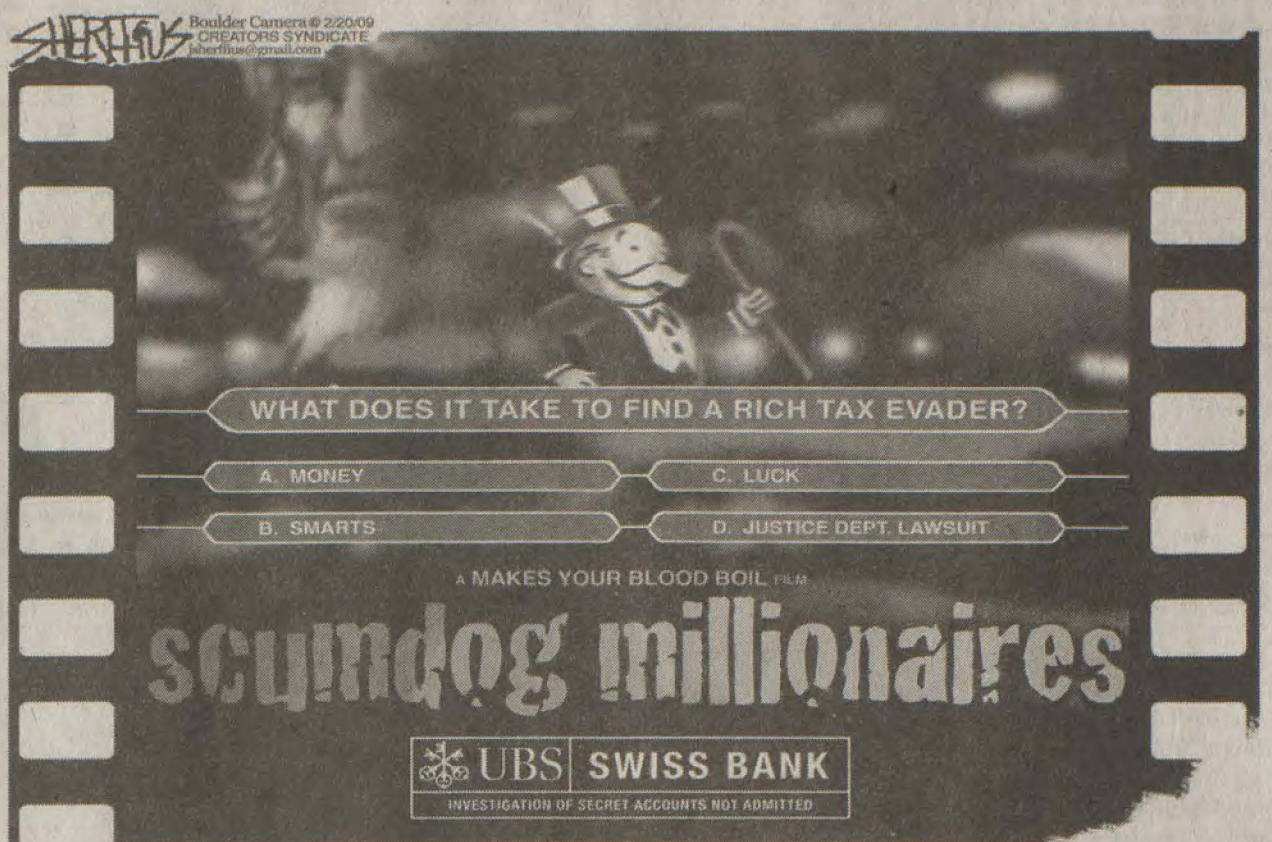 SHERFFIUS
Boulder Camera © 2/20/09
CREATORS SYNDICATE
jsherffius@gmail.com
WHAT DOES IT TAKE TO FIND A RICH TAX EVADER?
A. MONEY
C. LUCK
B. SMARTS
D. JUSTICE DEPT. LAWSUIT
A MAKES YOUR BLOOD BOIL FILM
scumdog millionaires
UBS SWISS BANK
INVESTIGATION OF SECRET ACCOUNTS NOT ADMITTED